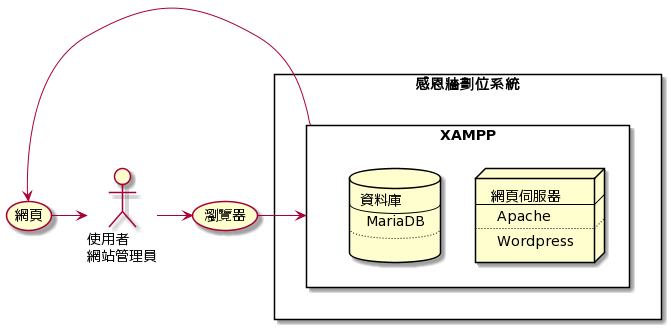 感恩牆劃位系統
XAMPP
資料庫
MariaDB
網頁伺服器
Apache
Wordpress
網頁
使用者
網站管理員
瀏覽器